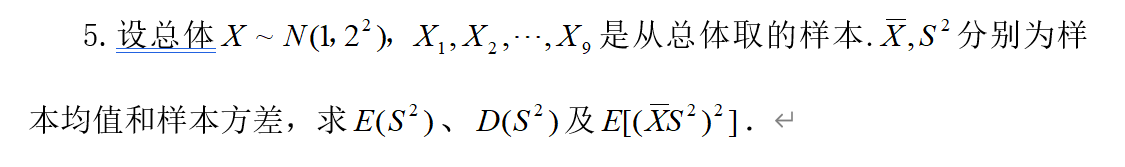 5. 设总体 X ~ N(1, 2²), X₁, X₂, ⋯, X₉ 是从总体取的样本. X̅, S² 分别为样
本均值和样本方差，求 E(S²)、D(S²) 及 E[(X̅S²)²]. ↵